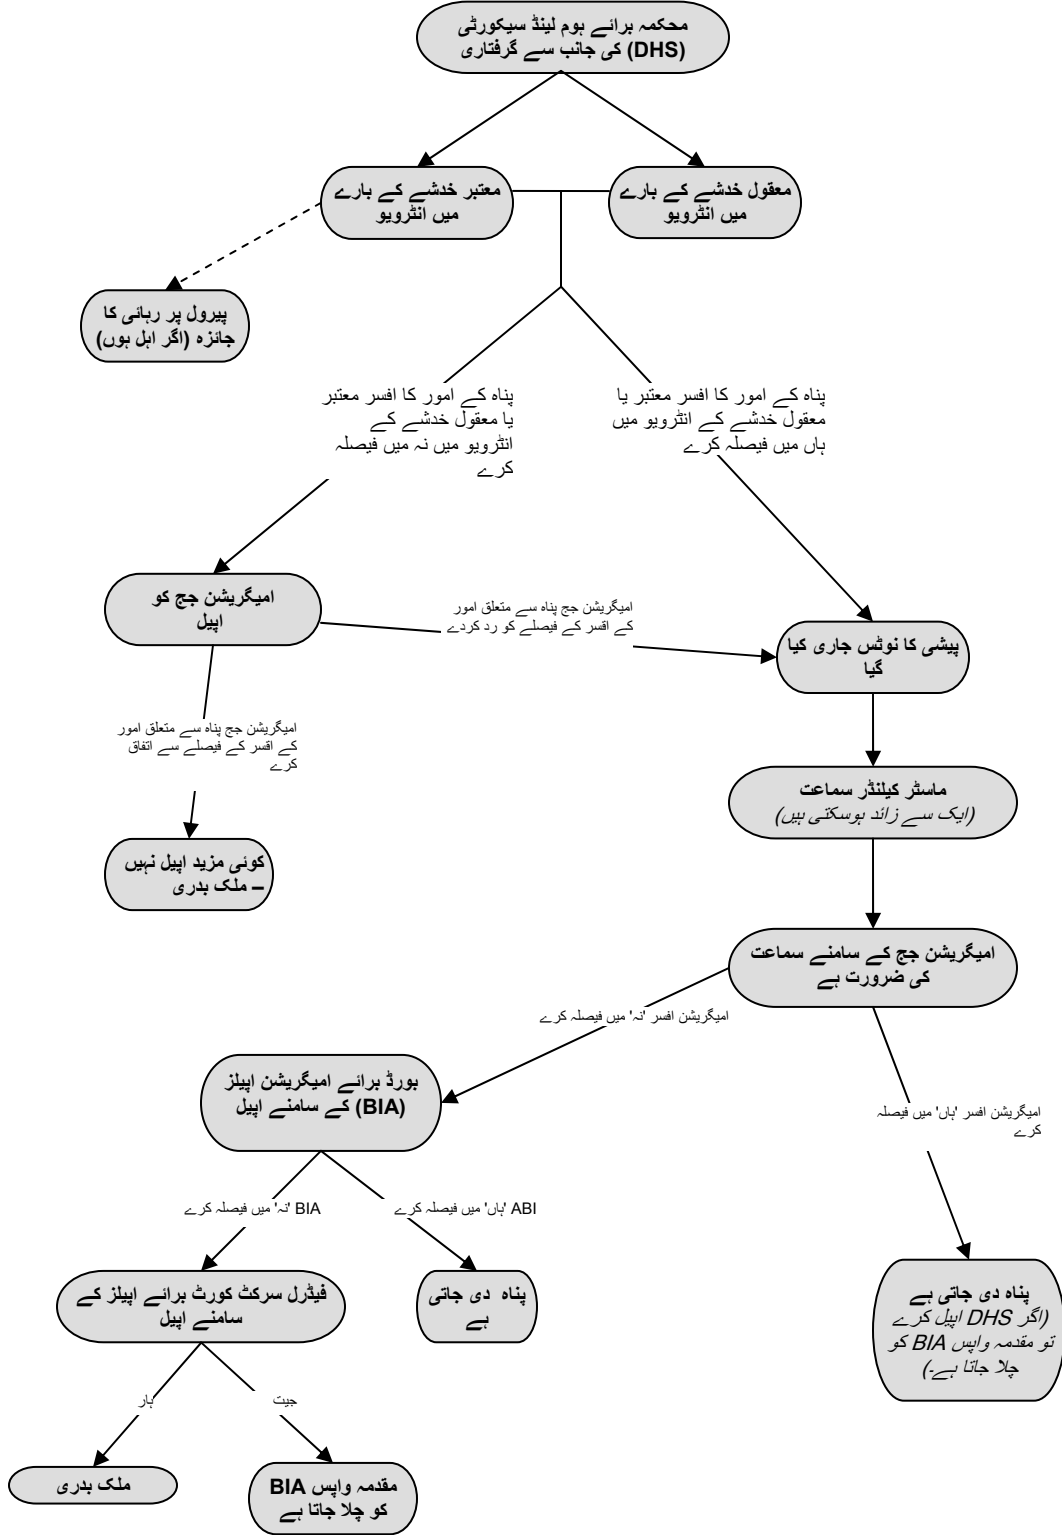 محکمہ برائے ہوم لینڈ سیکورٹی
(DHS) کی جانب سے گرفتاری
معقول خدشے کے بارے
میں انٹرویو
معتبر خدشے کے بارے
میں انٹرویو
پیرول پر رہائی کا
جائزہ (اگر اہل ہوں)
پناہ کے امور کا افسر معتبر یا
معقول خدشے کے انٹرویو میں
ہاں میں فیصلہ کرے
پناہ کے امور کا افسر معتبر
یا معقول خدشے کے
انٹرویو میں نہ میں فیصلہ
کرے
امیگریشن جج کو
اپیل
امیگریشن جج پناہ سے متعلق امور
کے افسر کے فیصلے کو رد کردے
پیشی کا نوٹس جاری کیا
گیا
امیگریشن جج پناہ سے متعلق امور
کے افسر کے فیصلے سے اتفاق
کرے
کوئی مزید اپیل نہیں
– ملک بدری
ماسٹر کیلنڈر سماعت
(ایک سے زائد ہوسکتی ہیں)
امیگریشن جج کے سامنے سماعت
کی ضرورت ہے
امیگریشن افسر 'نہ' میں فیصلہ کرے
امیگریشن افسر 'ہاں' میں فیصلہ
کرے
بورڈ برائے امیگریشن اپیلز
(BIA) کے سامنے اپیل
ABI 'ہاں' میں فیصلہ کرے
BIA 'نہ' میں فیصلہ کرے
پناہ دی جاتی
ہے
فیڈرل سرکٹ کورٹ برائے اپیلز کے
سامنے اپیل
پناہ دی جاتی ہے
(اگر DHS اپیل کرے
تو مقدمہ واپس BIA کو
چلا جاتا ہے۔)
جیت
ہار
مقدمہ واپس BIA
کو چلا جاتا ہے
ملک بدری